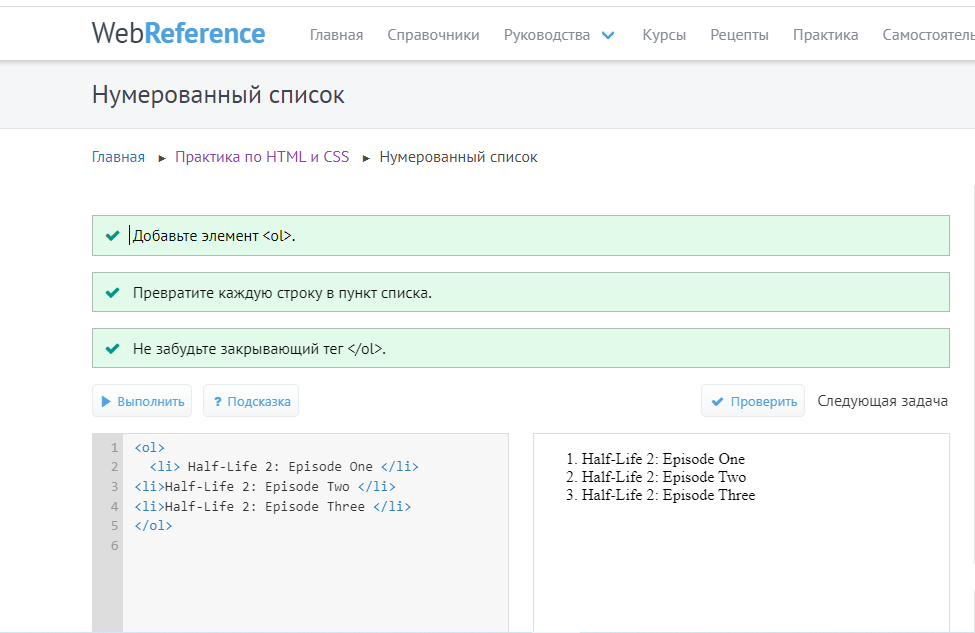 WebReference Главная Справочники Руководства Курсы Рецепты Практика Самостоятель
Нумерованный список
Главная ▸ Практика по HTML и CSS ▸ Нумерованный список
Добавьте элемент <ol>.
Превратите каждую строку в пункт списка.
Не забудьте закрывающий тег </ol>.
Выполнить ? Подсказка Проверить Следующая задача
1 <ol>
2 <li> Half-Life 2: Episode One </li>
3 <li>Half-Life 2: Episode Two </li>
4 <li>Half-Life 2: Episode Three </li>
5 </ol>
6
1. Half-Life 2: Episode One
2. Half-Life 2: Episode Two
3. Half-Life 2: Episode Three